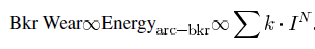 Bkr Wear∞Energy_arc−bkr∞ ∑ k · I^N.